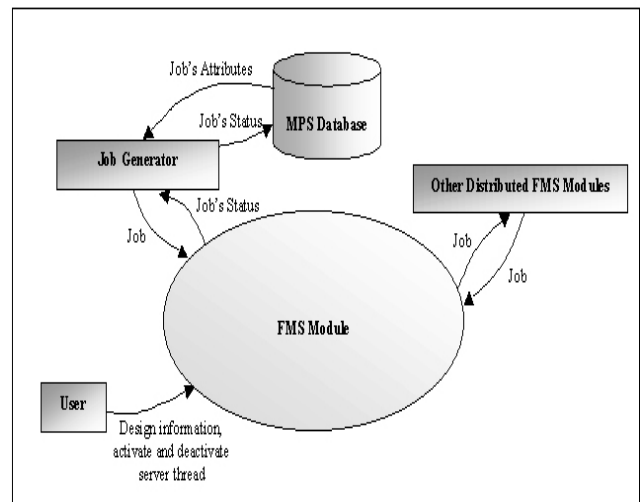 Job's Attributes
MPS Database
Job's Status
Job Generator
Other Distributed FMS Modules
Job's Status
Job
Job
Job
FMS Module
User
Design information,
activate and deactivate
server thread